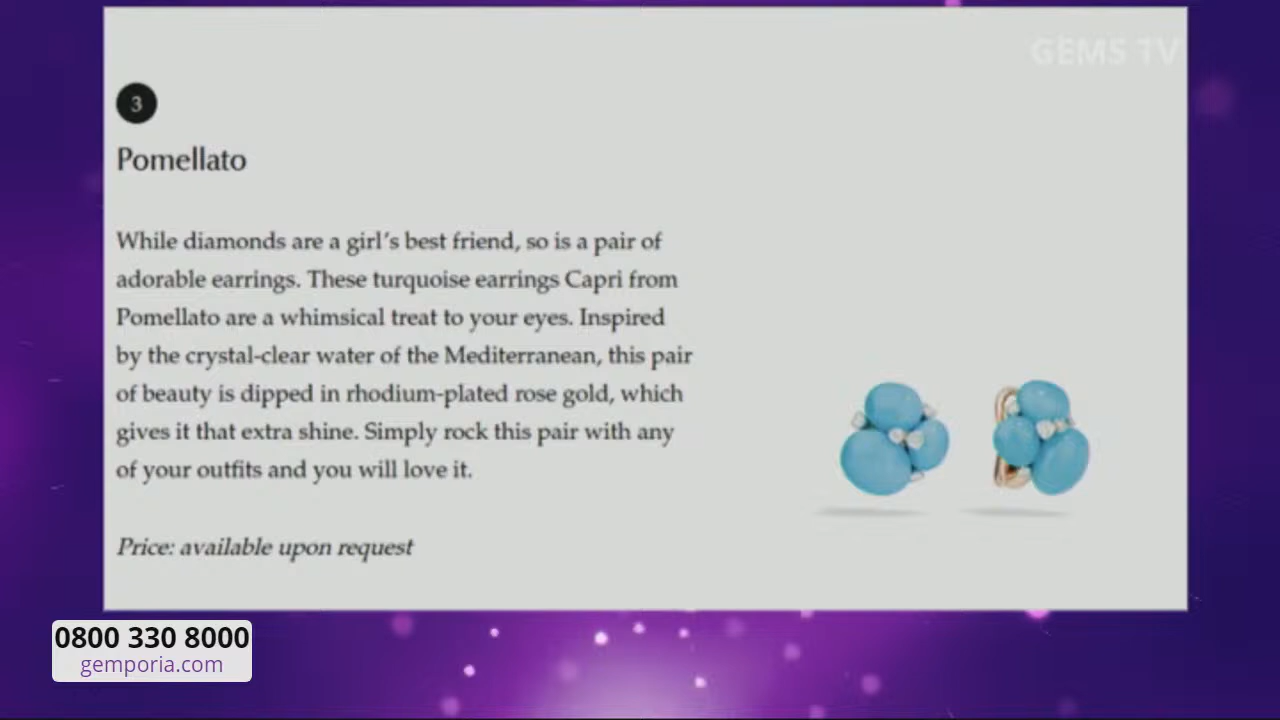 GEMS TV
3
Pomellato
While diamonds are a girl's best friend, so is a pair of
adorable earrings. These turquoise earrings Capri from
Pomellato are a whimsical treat to your eyes. Inspired
by the crystal-clear water of the Mediterranean, this pair
of beauty is dipped in rhodium-plated rose gold, which
gives it that extra shine. Simply rock this pair with any
of your outfits and you will love it.
Price: available upon request
0800 330 8000
gemporia.com